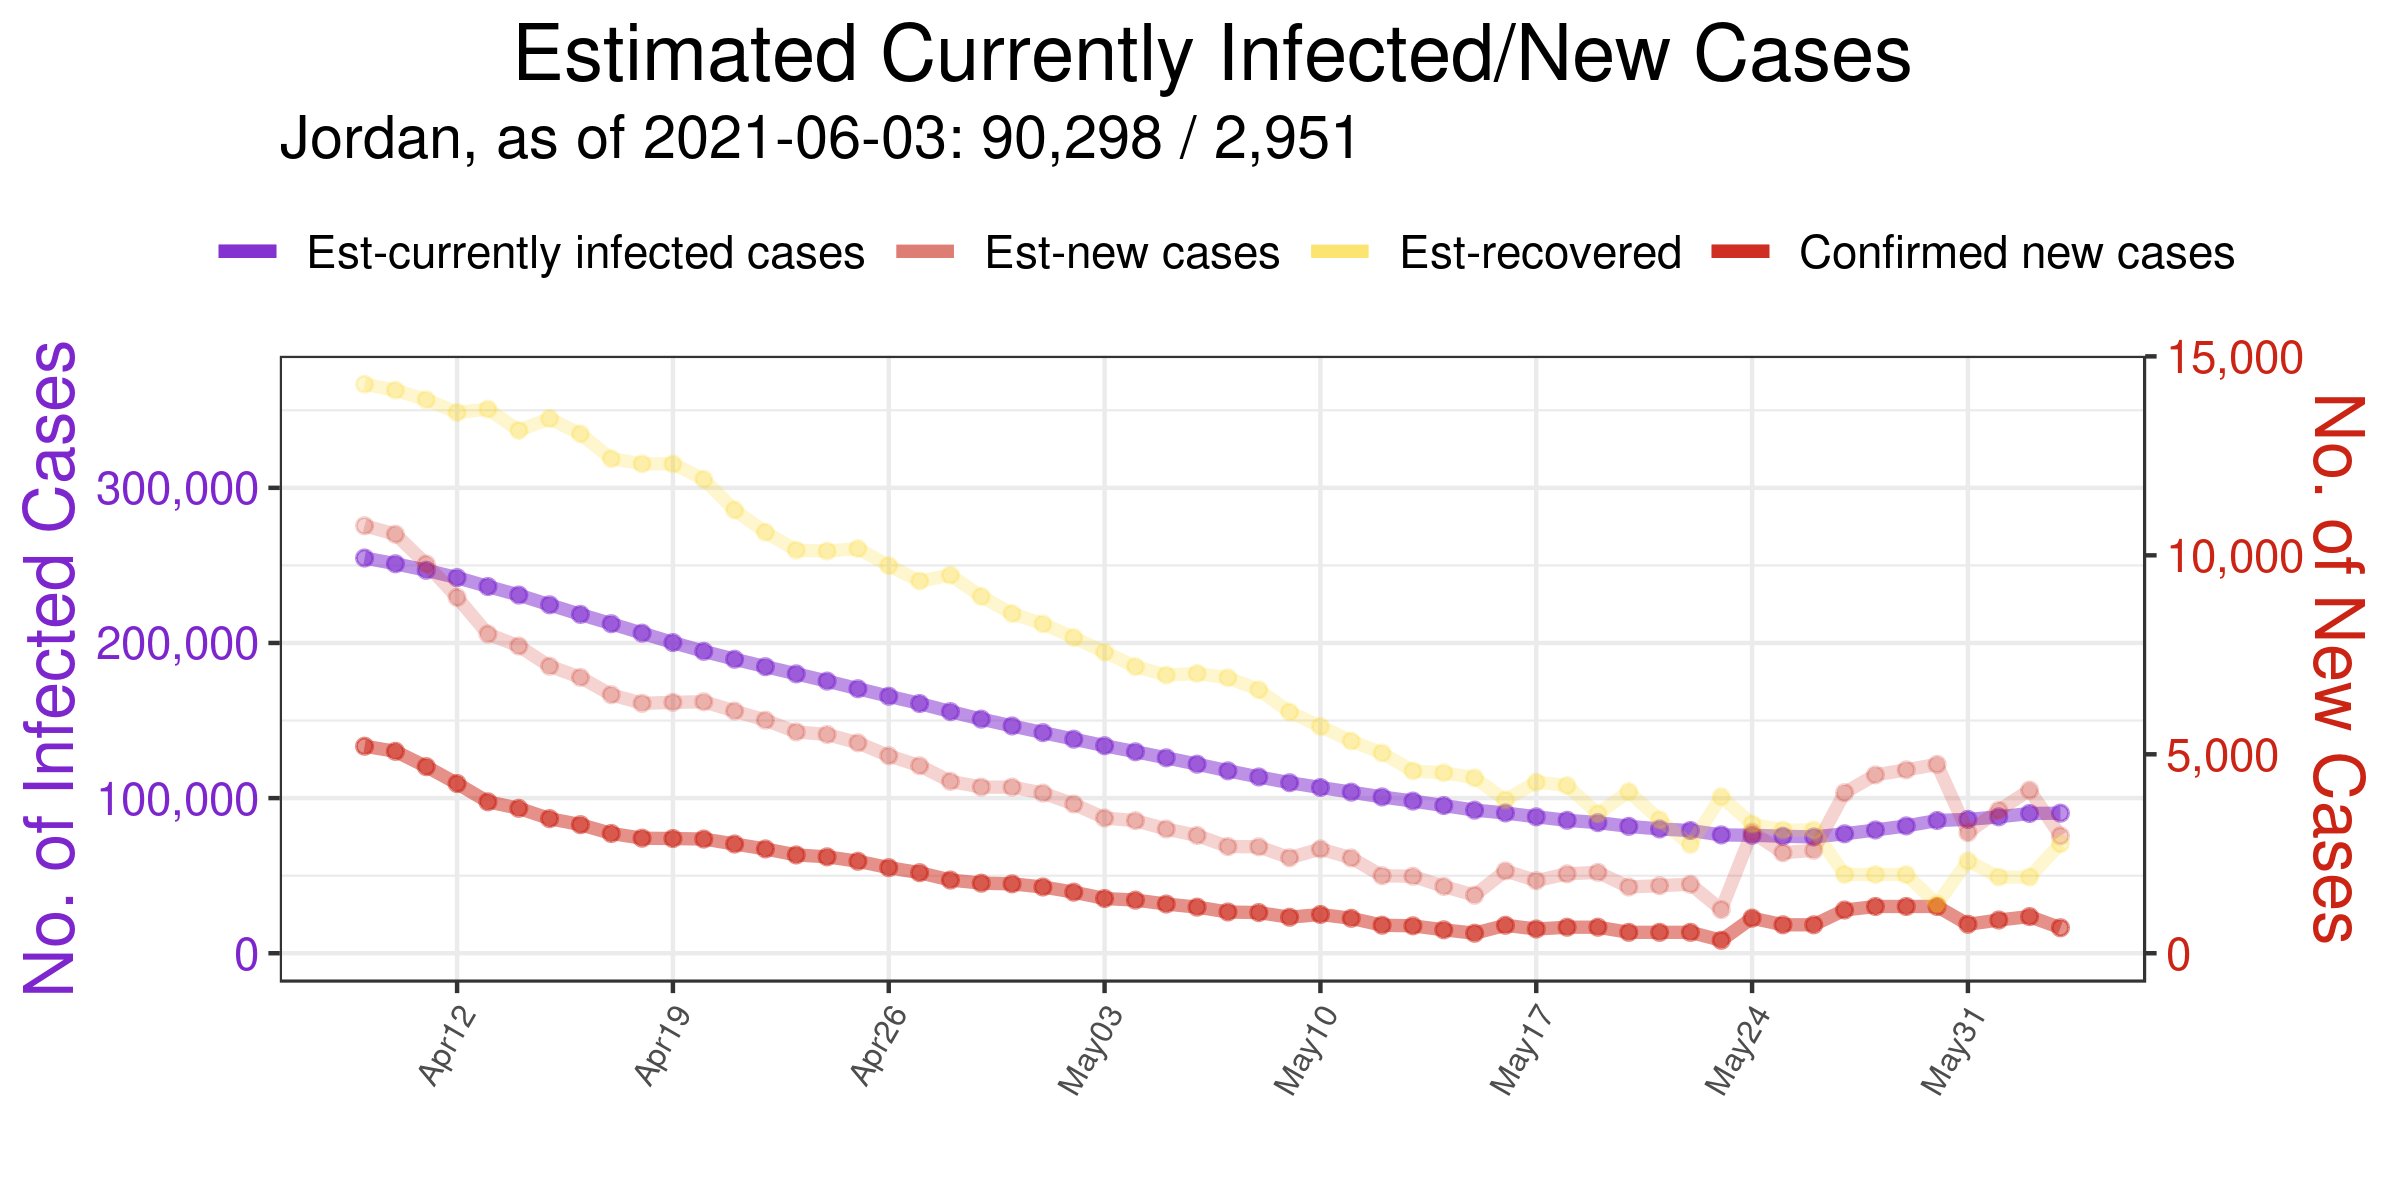 Estimated Currently Infected/New Cases
Jordan, as of 2021-06-03: 90,298 / 2,951
Est-currently infected cases
Est-new cases
Est-recovered
Confirmed new cases
No. of Infected Cases
300,000
200,000
100,000
0
15,000
10,000
5,000
0
No. of New Cases
Apr12
Apr19
Apr26
May03
May10
May17
May24
May31